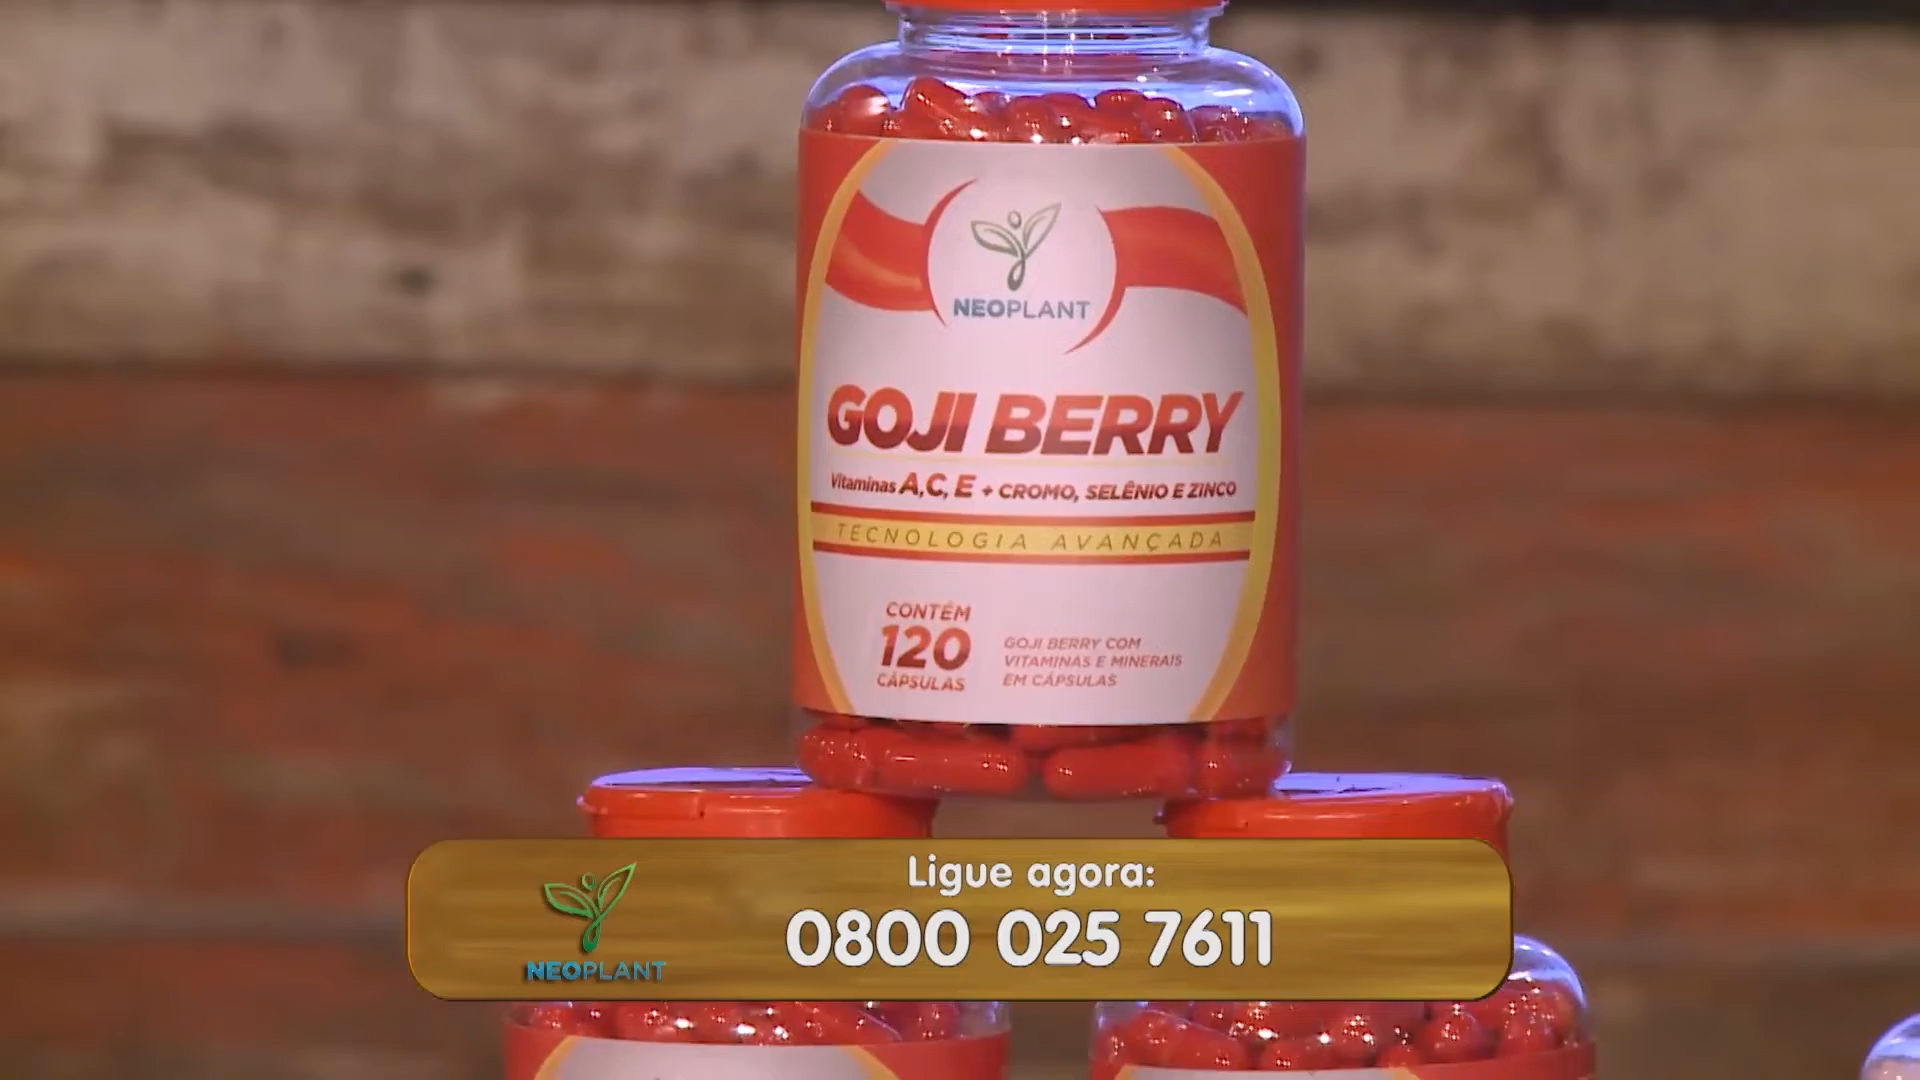 NEOPLANT
GOJI BERRY
Vitaminas A, C, E + CROMO, SELÊNIO E ZINCO
TECNOLOGIA AVANÇADA
CONTÉM
120
CÁPSULAS
GOJI BERRY COM
VITAMINAS E MINERAIS
EM CÁPSULAS
Ligue agora:
0800 025 7611
NEOPLANT